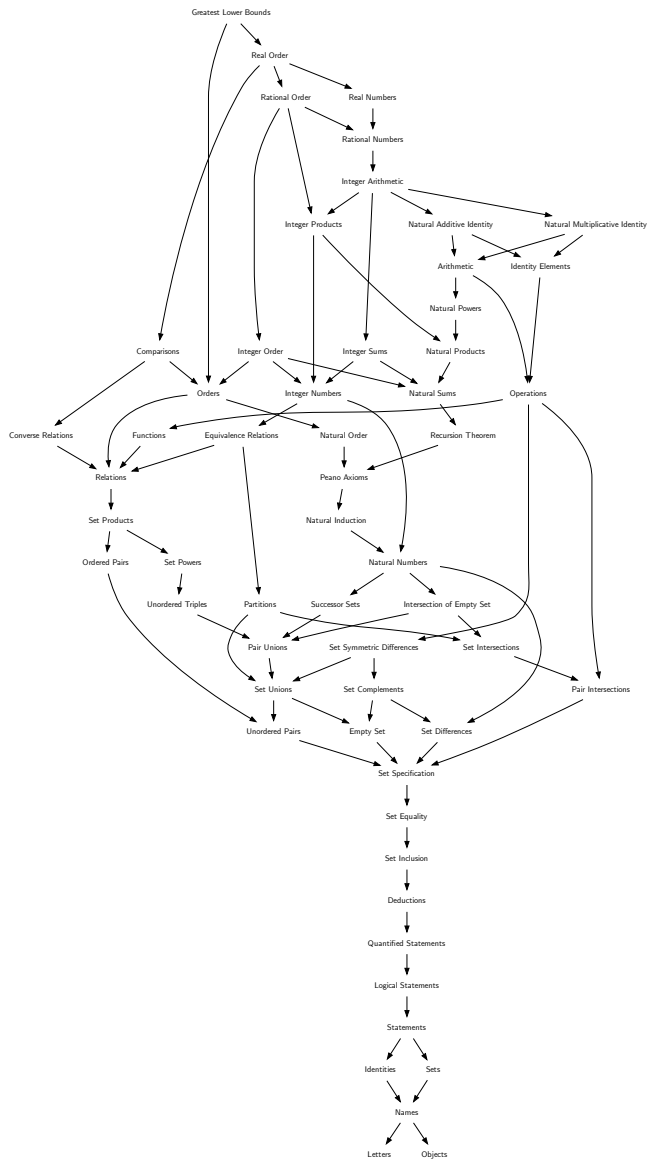 Greatest Lower Bounds
Real Order
Rational Order
Real Numbers
Rational Numbers
Integer Arithmetic
Integer Products
Natural Additive Identity
Natural Multiplicative Identity
Arithmetic
Identity Elements
Natural Powers
Comparisons
Integer Order
Integer Sums
Natural Products
Orders
Integer Numbers
Natural Sums
Operations
Converse Relations
Functions
Equivalence Relations
Natural Order
Recursion Theorem
Relations
Peano Axioms
Set Products
Natural Induction
Ordered Pairs
Set Powers
Natural Numbers
Unordered Triples
Partitions
Successor Sets
Intersection of Empty Set
Pair Unions
Set Symmetric Differences
Set Intersections
Set Unions
Set Complements
Pair Intersections
Unordered Pairs
Empty Set
Set Differences
Set Specification
Set Equality
Set Inclusion
Deductions
Quantified Statements
Logical Statements
Statements
Identities
Sets
Names
Letters
Objects